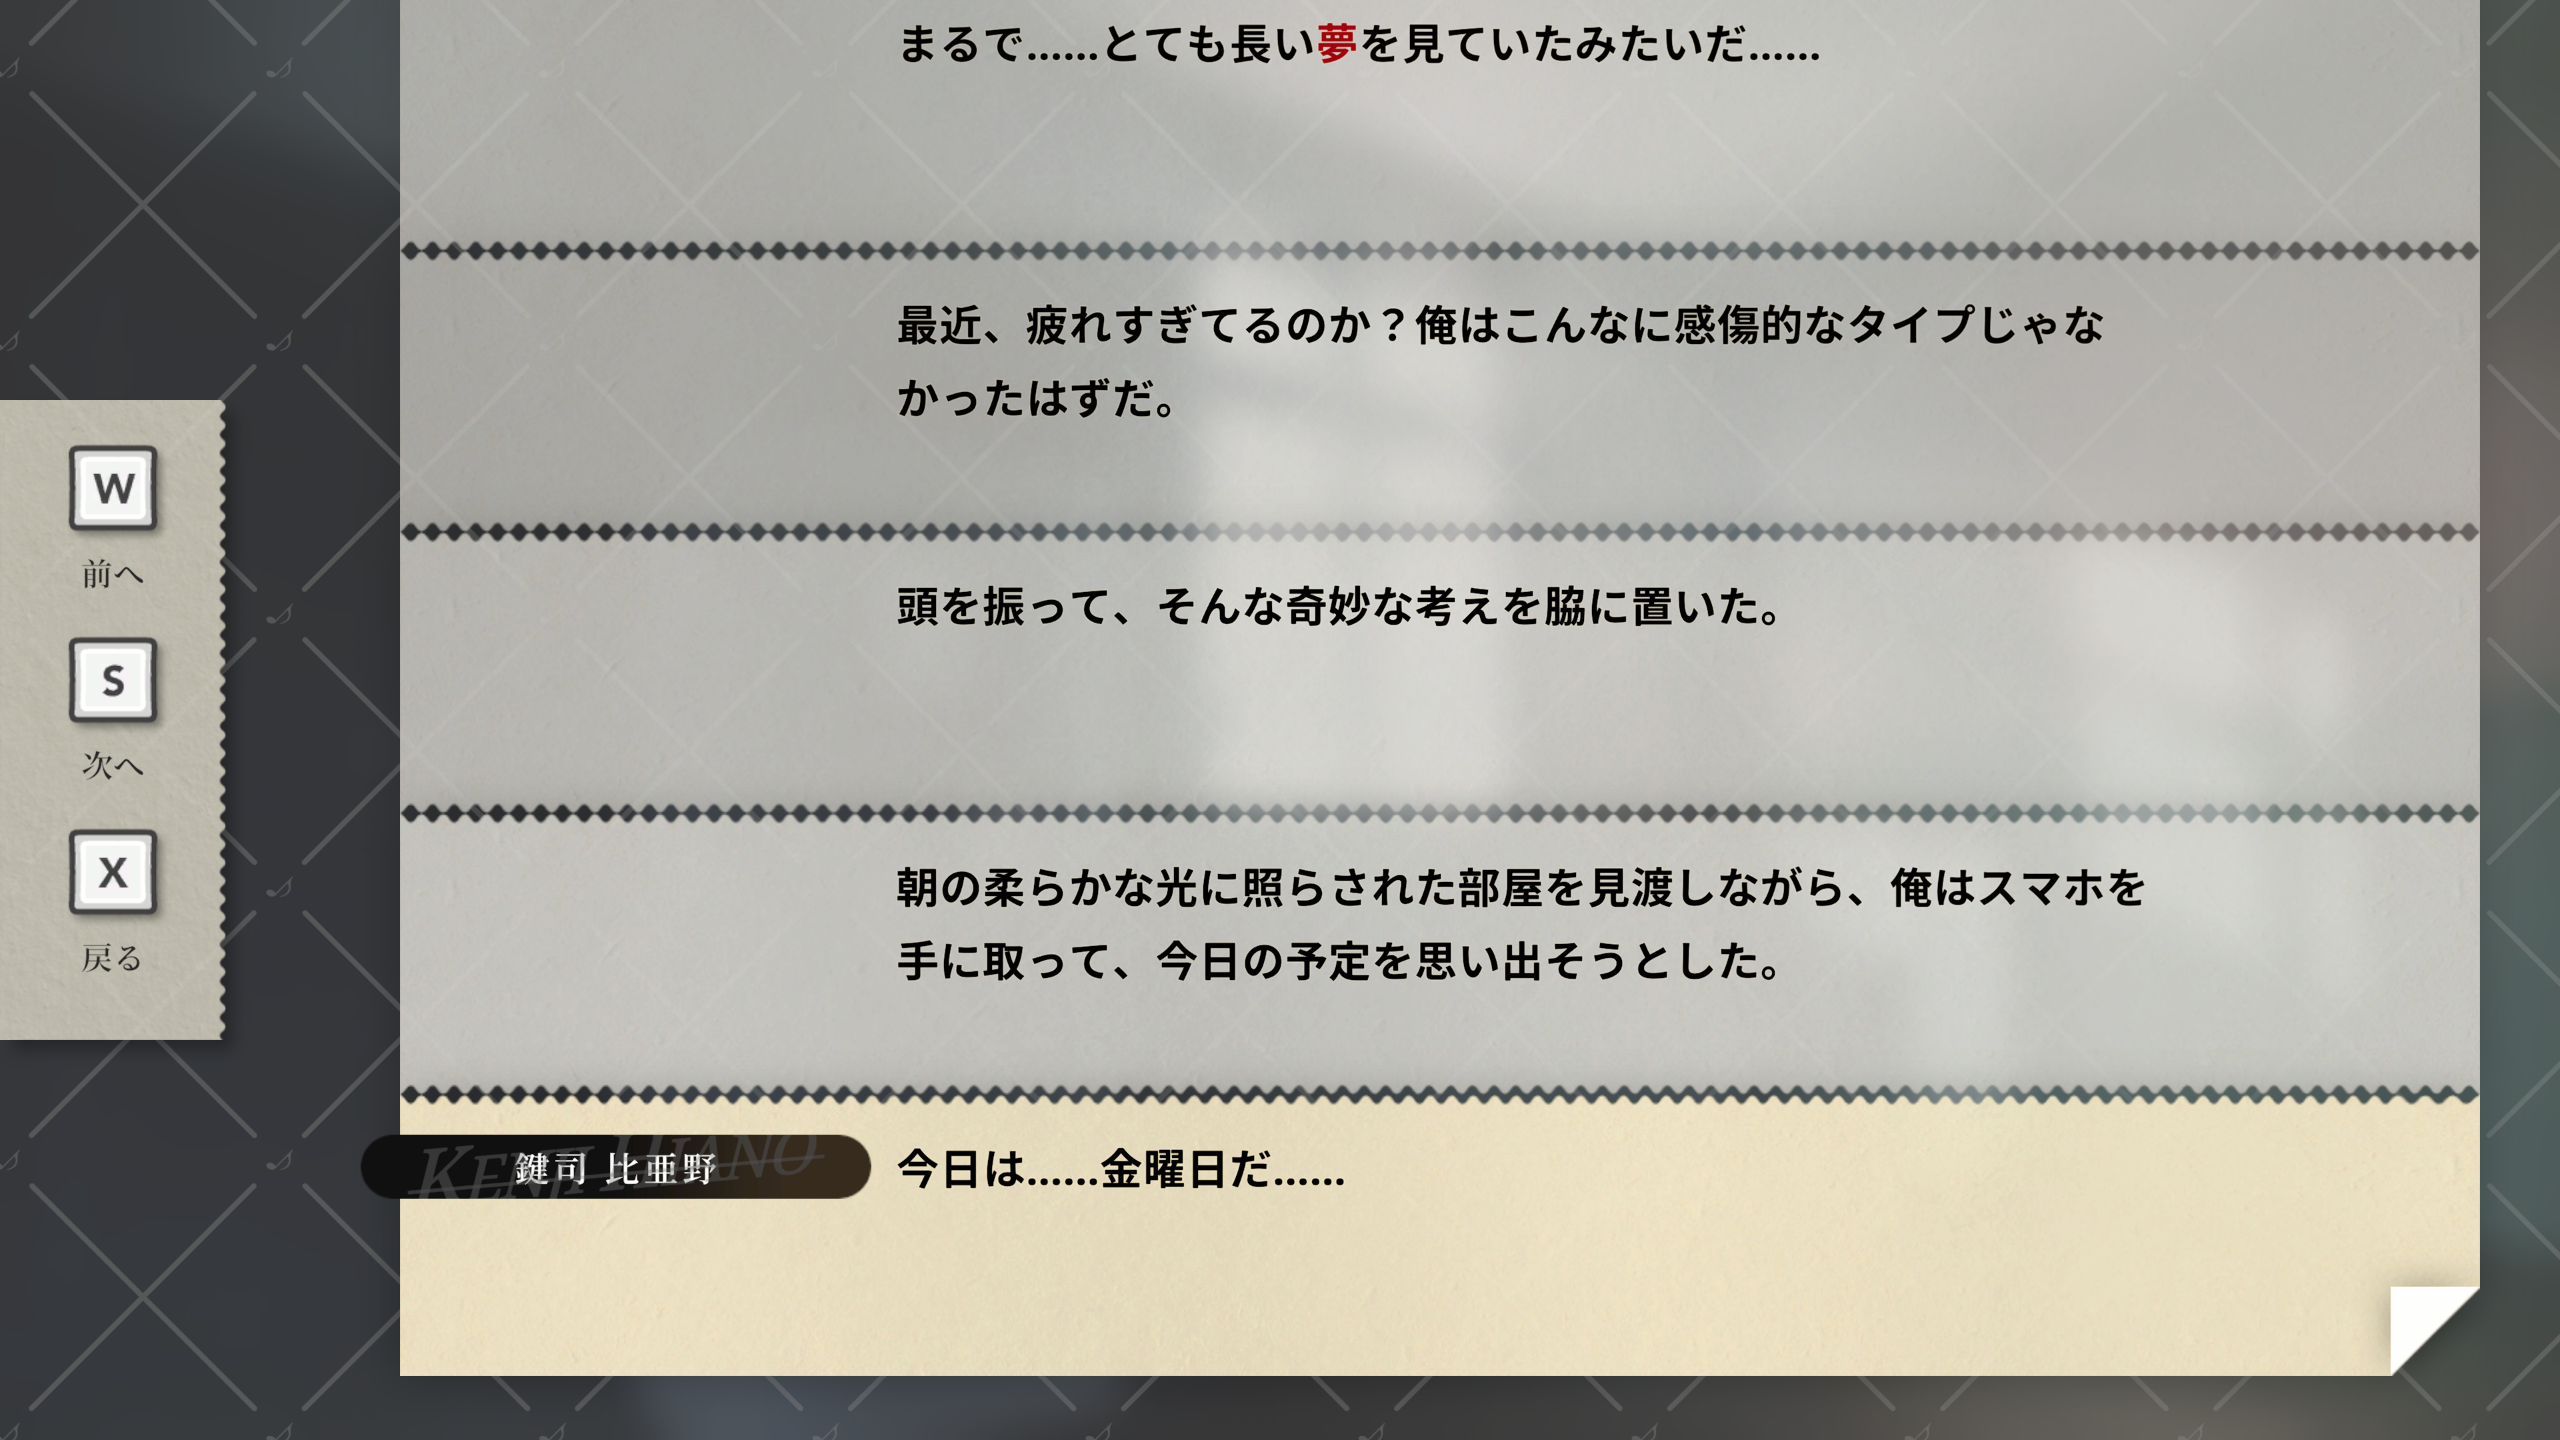 まるで……とても長い夢を見ていたみたいだ……
最近、疲れすぎてるのか？俺はこんなに感傷的なタイプじゃな
かったはずだ。
頭を振って、そんな奇妙な考えを脇に置いた。
朝の柔らかな光に照らされた部屋を見渡しながら、俺はスマホを
手に取って、今日の予定を思い出そうとした。
KENJI HIANO
鍵司 比亜野
今日は……金曜日だ……
W
前へ
S
次へ
X
戻る